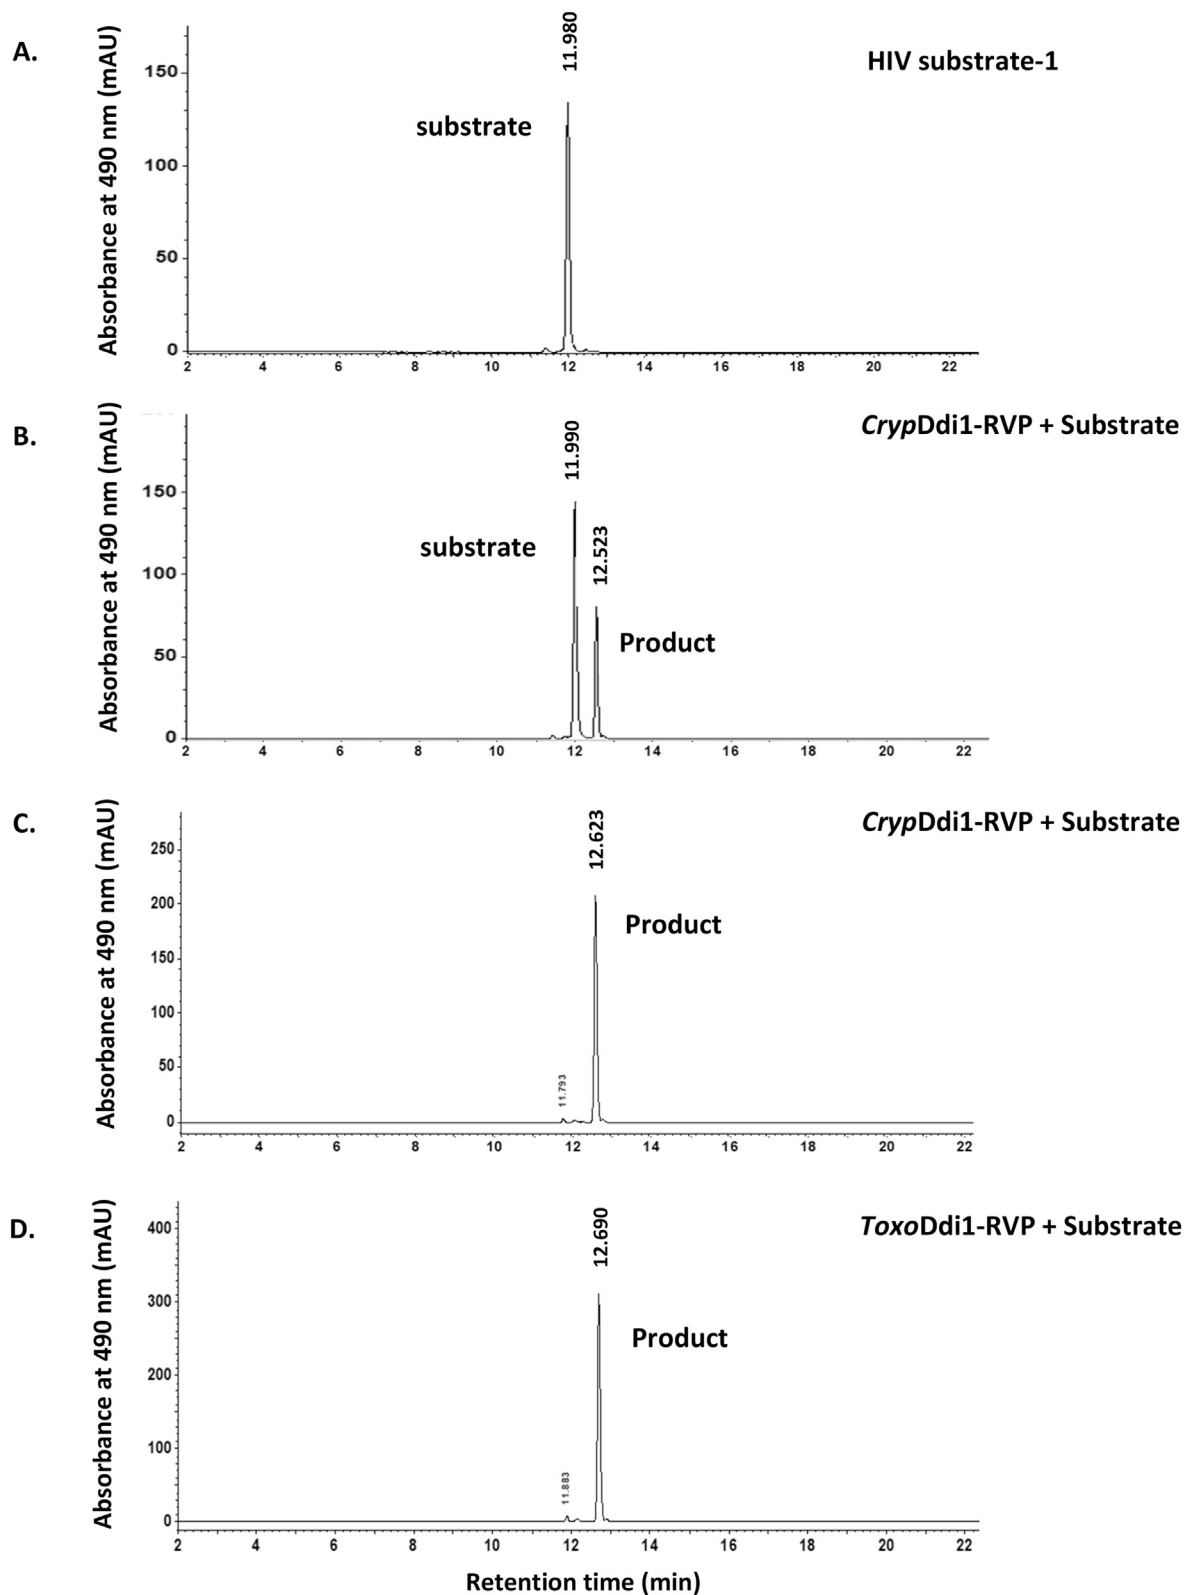 A.
HIV substrate-1
11.980
substrate
Absorbance at 490 nm (mAU)
150
100
50
0
2 4 6 8 10 12 14 16 18 20 22
B.
CrypDdi1-RVP + Substrate
11.990
12.523
substrate
Product
Absorbance at 490 nm (mAU)
150
100
50
0
2 4 6 8 10 12 14 16 18 20 22
C.
CrypDdi1-RVP + Substrate
12.623
Product
11.793
Absorbance at 490 nm (mAU)
250
200
150
100
50
0
2 4 6 8 10 12 14 16 18 20 22
D.
ToxoDdi1-RVP + Substrate
12.690
Product
11.883
Absorbance at 490 nm (mAU)
400
300
200
100
0
2 4 6 8 10 12 14 16 18 20 22
Retention time (min)